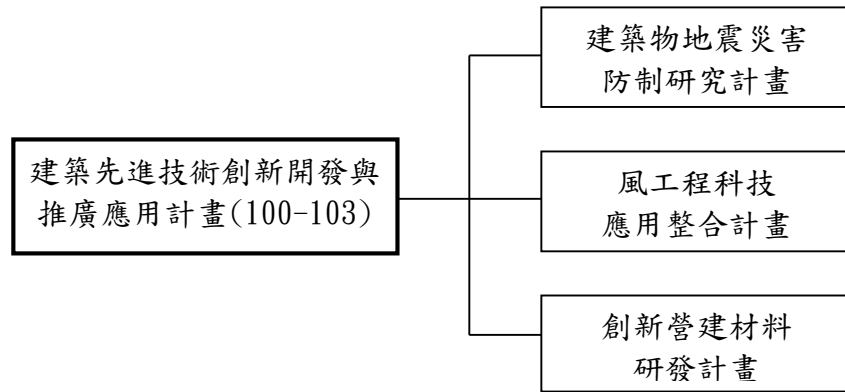 建築物地震災害
防制研究計畫
建築先進技術創新開發與
推廣應用計畫(100-103)
風工程科技
應用整合計畫
創新營建材料
研發計畫